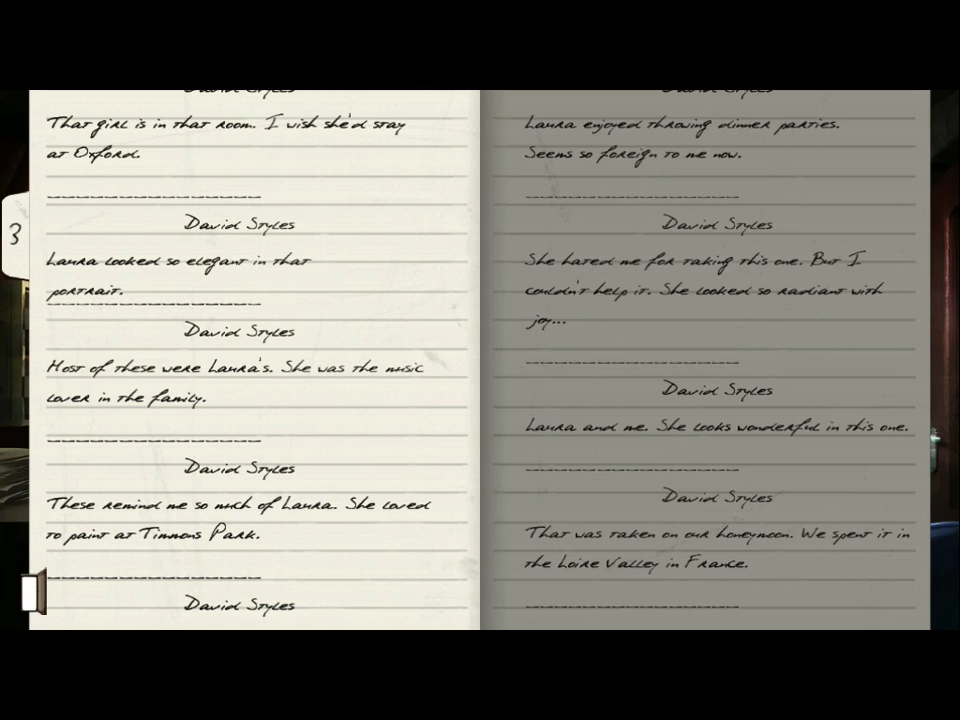 David Styles
That girl is in that room. I wish she'd stay
at Oxford.
--------------------
David Styles
Laura looked so elegant in that
portrait.
--------------------
David Styles
Most of these were Laura's. She was the music
lover in the family.
--------------------
David Styles
These remind me so much of Laura. She loved
to paint at Timmons Park.
--------------------
David Styles
3
David Styles
Laura enjoyed throwing dinner parties.
Seems so foreign to me now.
--------------------
David Styles
She hated me for taking this one. But I
couldn't help it. She looked so radiant with
joy...
--------------------
David Styles
Laura and me. She looks wonderful in this one.
--------------------
David Styles
That was taken on our honeymoon. We spent it in
the Loire Valley in France.
--------------------